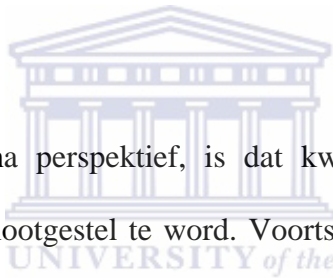 na perspektief, is dat kw
ootgestel te word. Voorts
UNIVERSITY of the